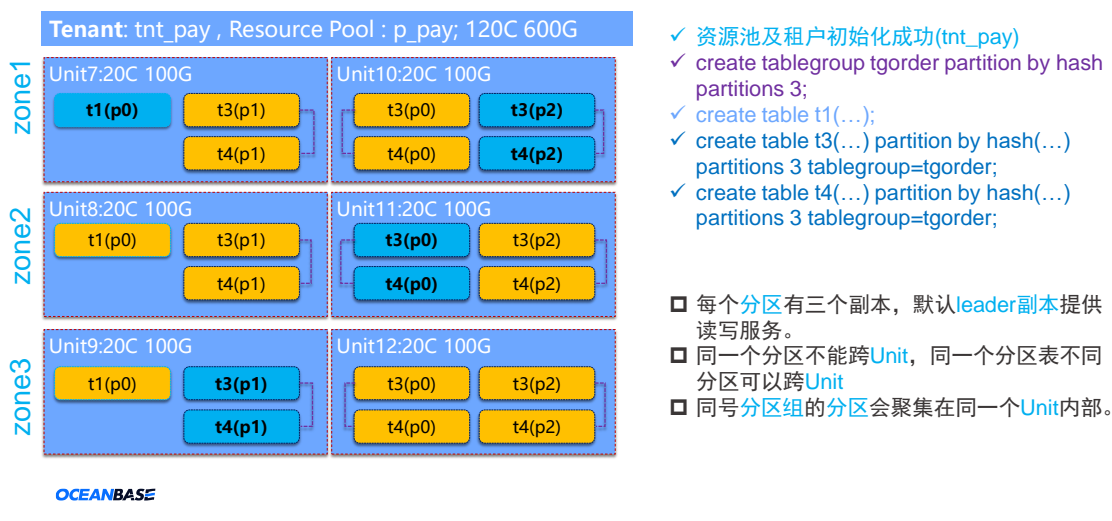 Tenant: tnt_pay , Resource Pool : p_pay; 120C 600G
zone1
Unit7:20C 100G
t1(p0)
t3(p1)
t4(p1)
Unit10:20C 100G
t3(p0)
t3(p2)
t4(p0)
t4(p2)
zone2
Unit8:20C 100G
t1(p0)
t3(p1)
t4(p1)
Unit11:20C 100G
t3(p0)
t3(p2)
t4(p0)
t4(p2)
zone3
Unit9:20C 100G
t1(p0)
t3(p1)
t4(p1)
Unit12:20C 100G
t3(p0)
t3(p2)
t4(p0)
t4(p2)
✓ 资源池及租户初始化成功(tnt_pay)
✓ create tablegroup tgorder partition by hash
partitions 3;
✓ create table t1(…);
✓ create table t3(…) partition by hash(…)
partitions 3 tablegroup=tgorder;
✓ create table t4(…) partition by hash(…)
partitions 3 tablegroup=tgorder;
每个分区有三个副本，默认leader副本提供
读写服务。
同一个分区不能跨Unit，同一个分区表不同
分区可以跨Unit
同号分区组的分区会聚集在同一个Unit内部。
OCEANBASE